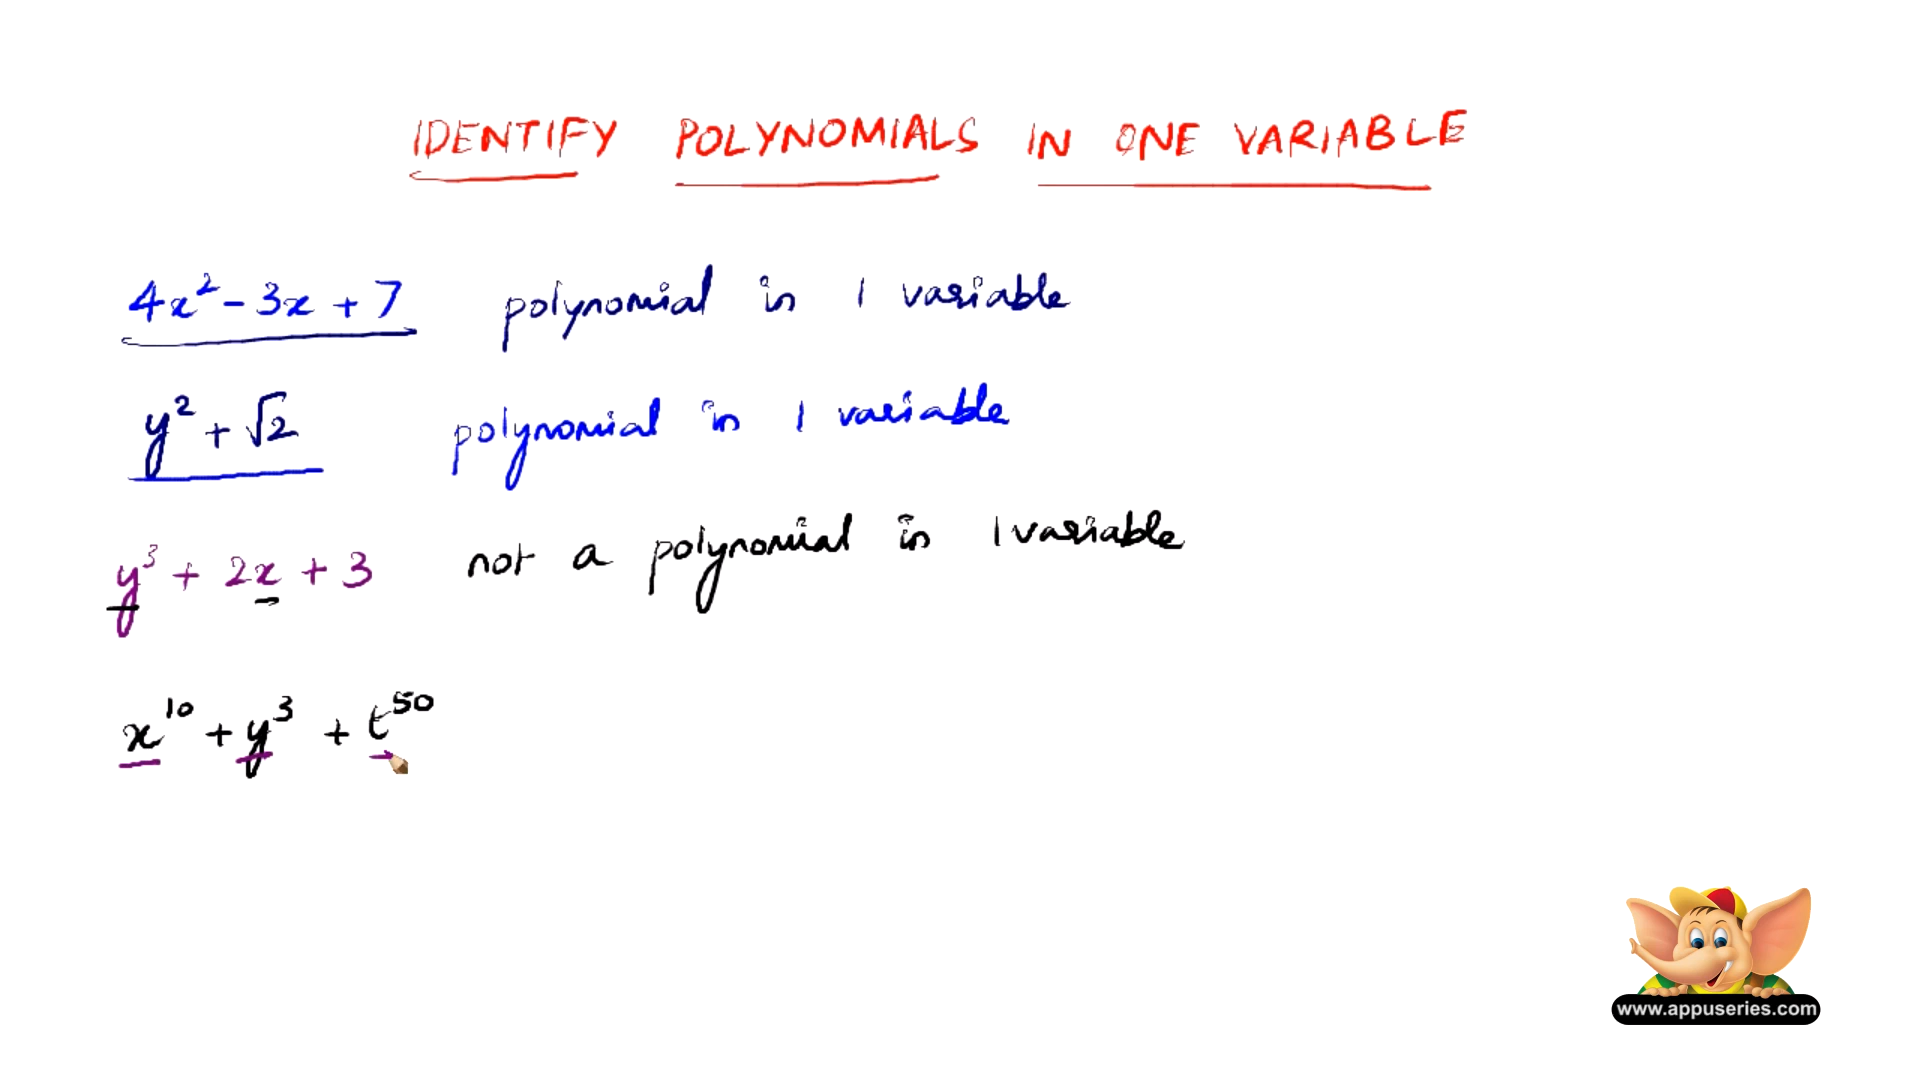 IDENTIFY POLYNOMIALS IN ONE VARIABLE
4x² - 3x + 7 polynomial in 1 variable
y² + √2 polynomial in 1 variable
y³ + 2x + 3 not a polynomial in 1 variable
x¹⁰ + y³ + t⁵⁰
www.appuseries.com